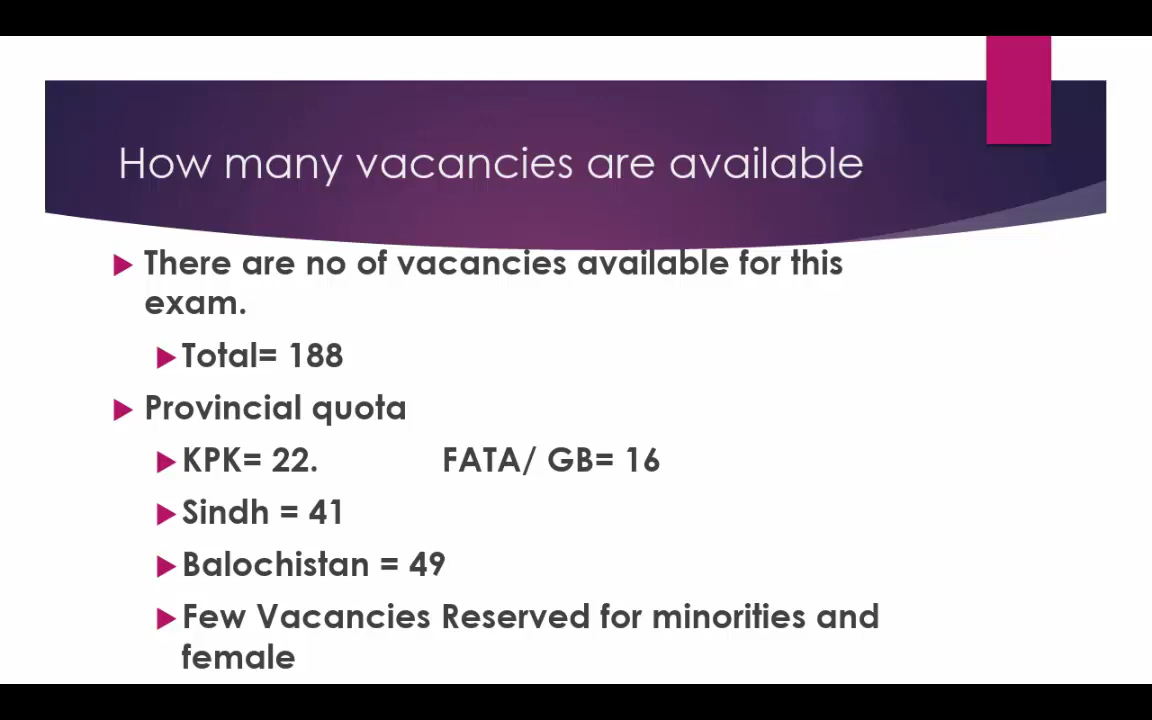 How many vacancies are available
There are no of vacancies available for this
exam.
Total= 188
Provincial quota
KPK= 22. FATA/ GB= 16
Sindh = 41
Balochistan = 49
Few Vacancies Reserved for minorities and
female